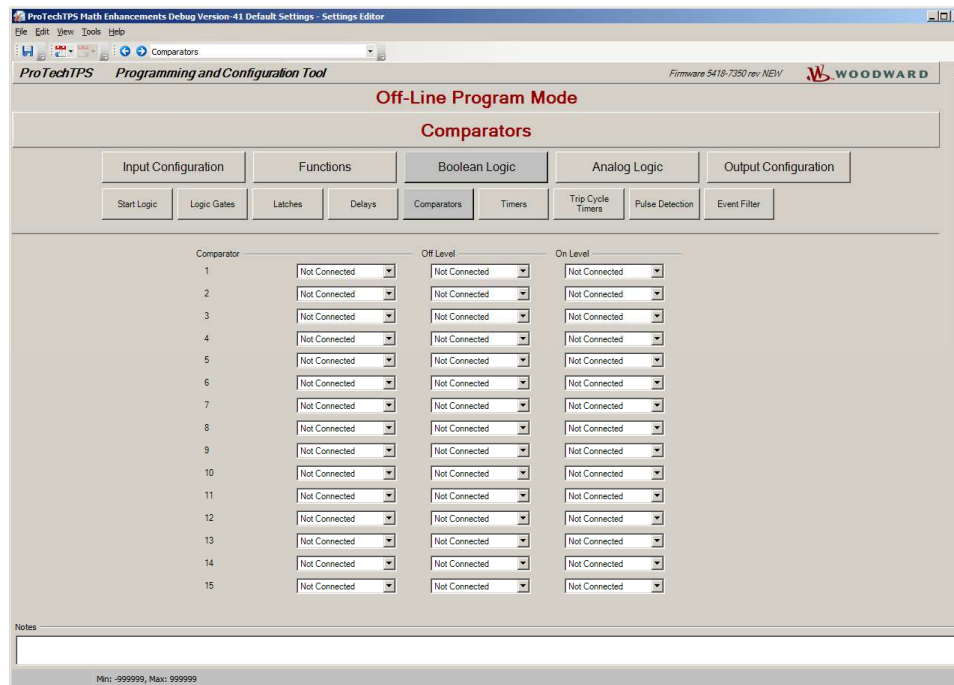 ProTechTPS Math Enhancements Debug Version-41 Default Settings - Settings Editor
File Edit View Tools Help
Comparators
ProTechTPS Programming and Configuration Tool Firmware 5418-7350 rev NEW WOODWARD
Off-Line Program Mode
Comparators
Input Configuration Functions Boolean Logic Analog Logic Output Configuration
Start Logic Logic Gates Latches Delays Comparators Timers Trip Cycle Timers Pulse Detection Event Filter
Comparator Off Level On Level
1 Not Connected Not Connected Not Connected
2 Not Connected Not Connected Not Connected
3 Not Connected Not Connected Not Connected
4 Not Connected Not Connected Not Connected
5 Not Connected Not Connected Not Connected
6 Not Connected Not Connected Not Connected
7 Not Connected Not Connected Not Connected
8 Not Connected Not Connected Not Connected
9 Not Connected Not Connected Not Connected
10 Not Connected Not Connected Not Connected
11 Not Connected Not Connected Not Connected
12 Not Connected Not Connected Not Connected
13 Not Connected Not Connected Not Connected
14 Not Connected Not Connected Not Connected
15 Not Connected Not Connected Not Connected
Notes
Min: -999999, Max: 999999